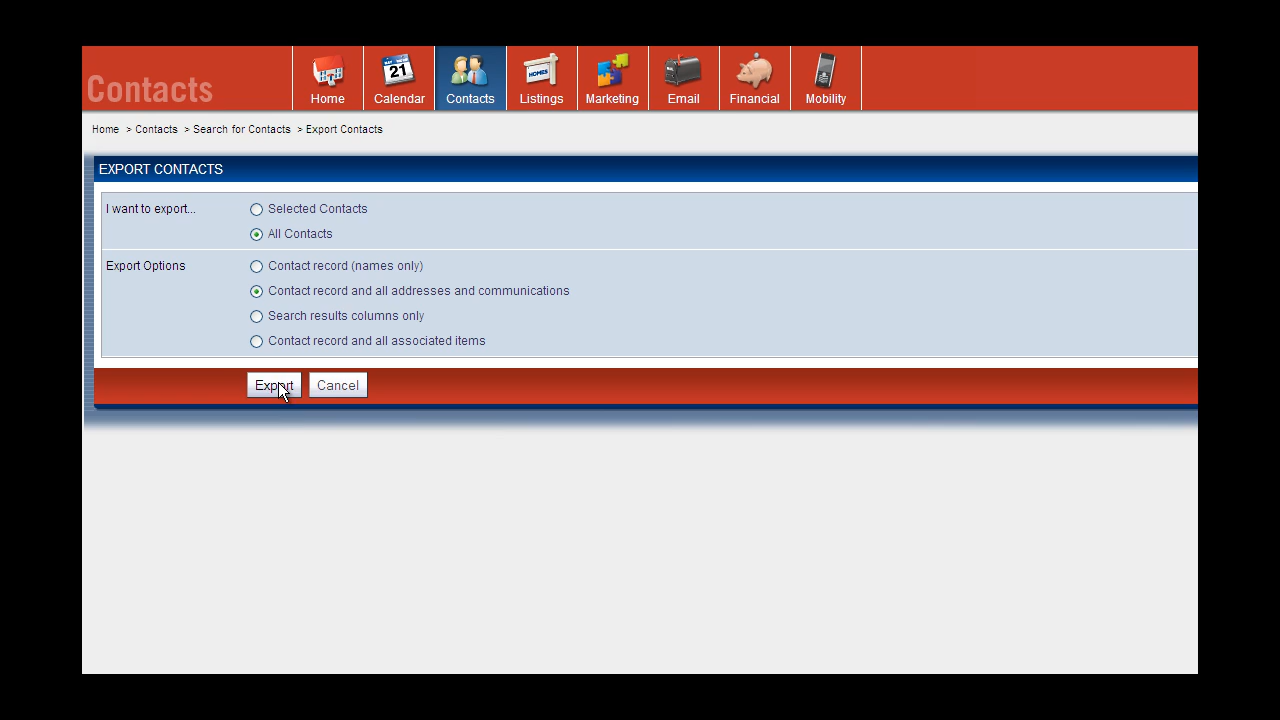 Contacts
Home
21
Calendar
Contacts
HOMES
Listings
Marketing
Email
Financial
Mobility
Home > Contacts > Search for Contacts > Export Contacts
EXPORT CONTACTS
I want to export...
Selected Contacts
All Contacts
Export Options
Contact record (names only)
Contact record and all addresses and communications
Search results columns only
Contact record and all associated items
Export
Cancel